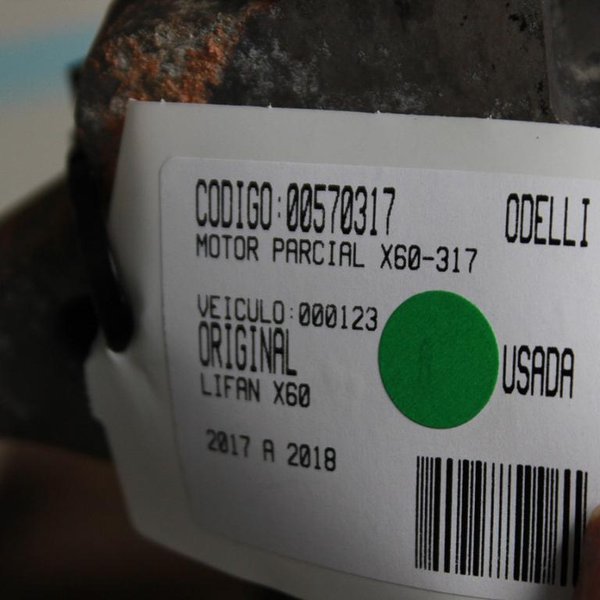 CODIGO:00570317 ODELLI
MOTOR PARCIAL X60-317
VEICULO:000123
ORIGINAL USADA
LIFAN X60
2017 A 2018